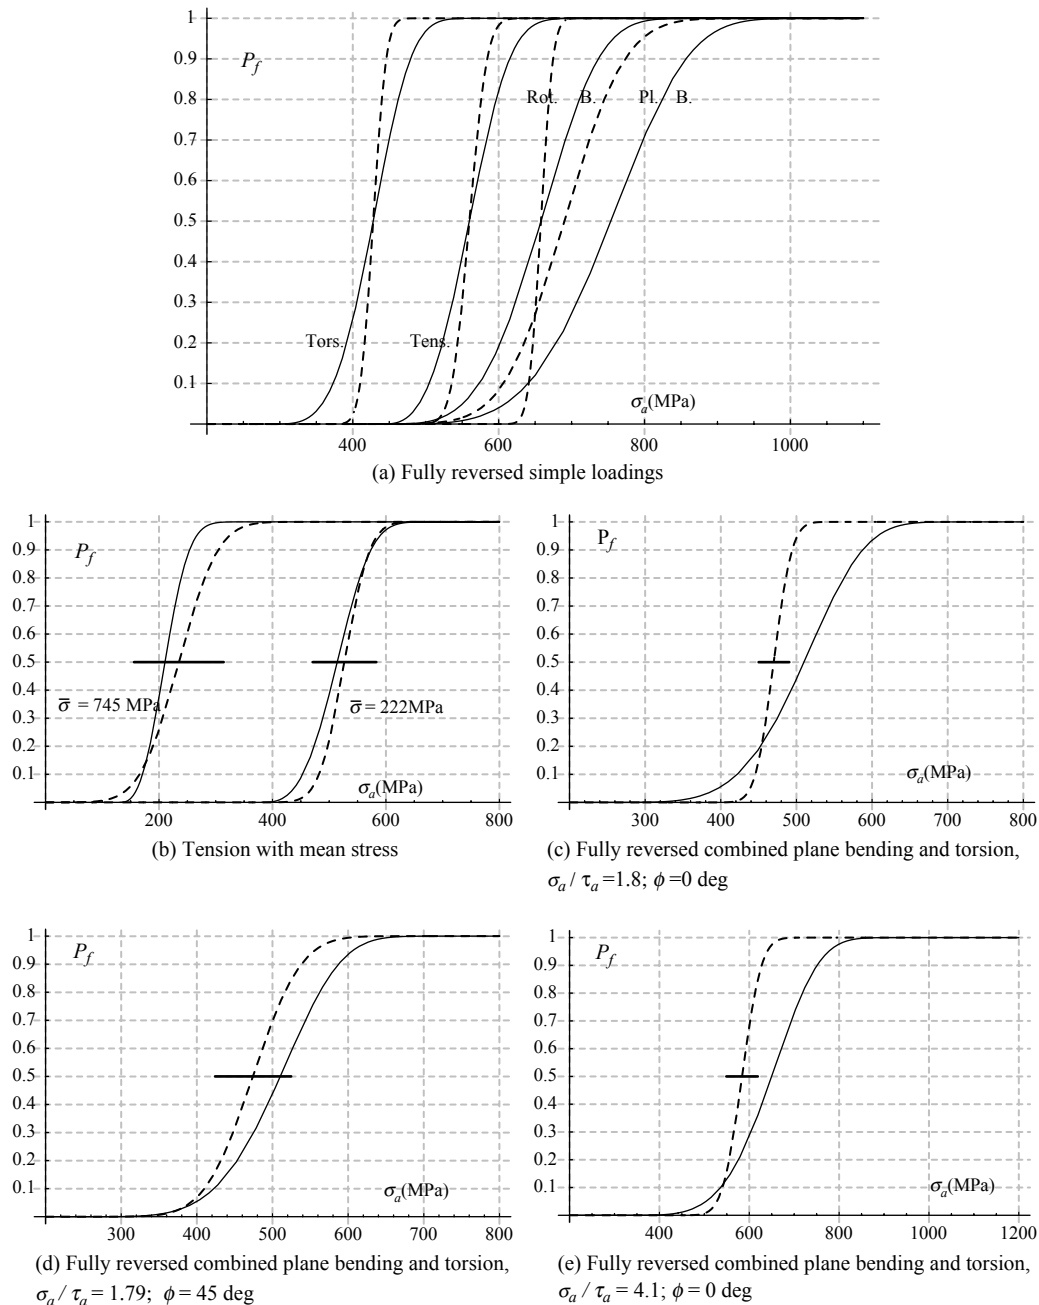 1
0.9
P_f
0.8
Rot. B. Pl. B.
0.7
0.6
0.5
0.4
0.3
0.2
Tors. Tens.
0.1
σ_a(MPa)
400 600 800 1000
(a) Fully reversed simple loadings
1
0.9
P_f
0.8
0.7
0.6
0.5
0.4
σ̅ = 745 MPa
σ̅ = 222MPa
0.3
0.2
0.1
σ_a(MPa)
200 400 600 800
(b) Tension with mean stress
1
P_f
0.9
0.8
0.7
0.6
0.5
0.4
0.3
0.2
0.1
σ_a(MPa)
300 400 500 600 700 800
(c) Fully reversed combined plane bending and torsion,
σ_a / τ_a =1.8; ϕ =0 deg
1
P_f
0.9
0.8
0.7
0.6
0.5
0.4
0.3
0.2
0.1
σ_a(MPa)
300 400 500 600 700 800
(d) Fully reversed combined plane bending and torsion,
σ_a / τ_a = 1.79; ϕ = 45 deg
1
P_f
0.9
0.8
0.7
0.6
0.5
0.4
0.3
0.2
0.1
σ_a(MPa)
400 600 800 1000 1200
(e) Fully reversed combined plane bending and torsion,
σ_a / τ_a = 4.1; ϕ = 0 deg